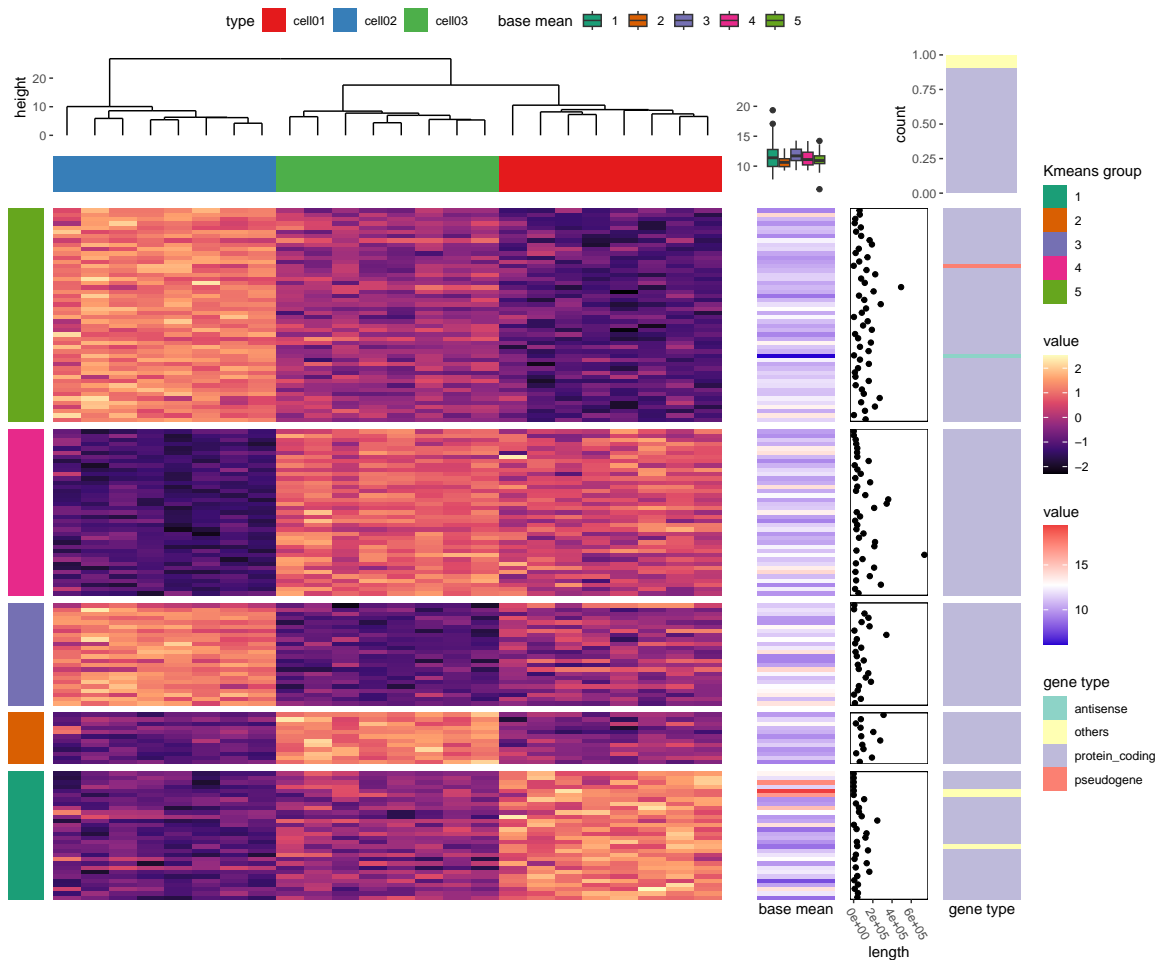 type cell01 cell02 cell03 base mean 1 2 3 4 5
height
20
10
0
20
15
10
count
1.00
0.75
0.50
0.25
0.00
Kmeans group
1
2
3
4
5
value
2
1
0
−1
−2
value
15
10
gene type
antisense
others
protein_coding
pseudogene
base mean
0e+00
2e+05
4e+05
6e+05
length
gene type